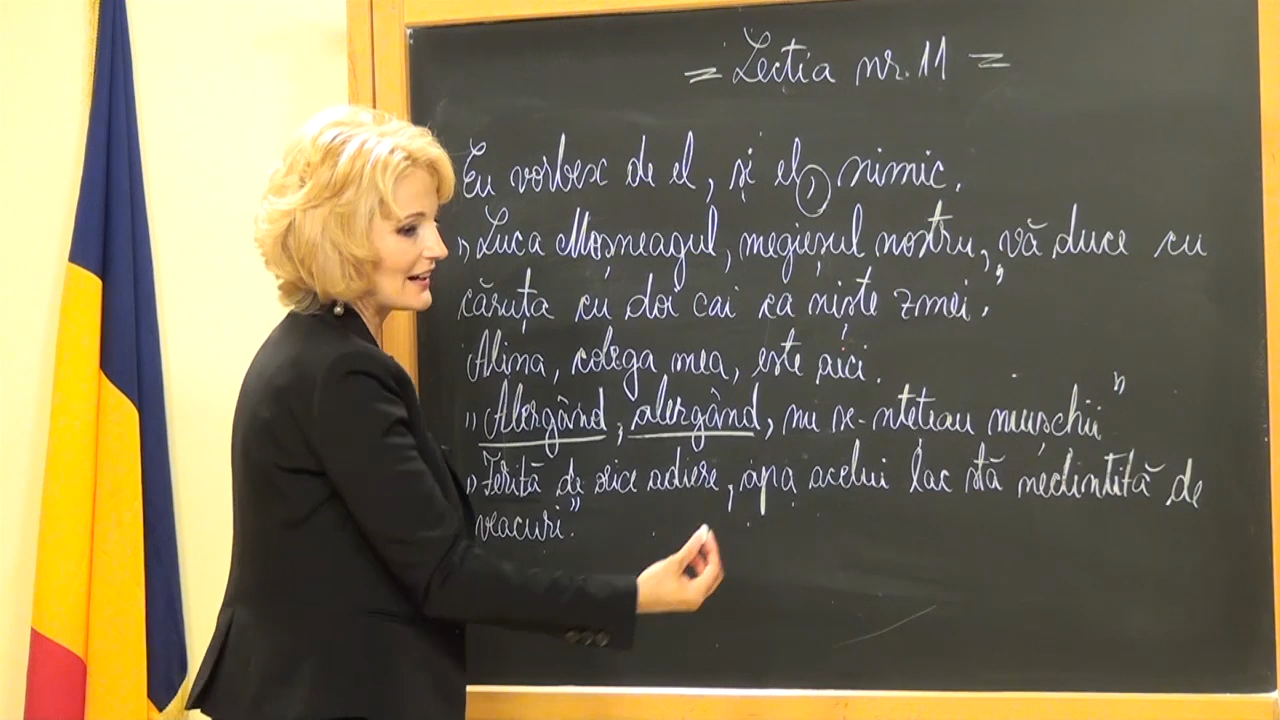 = Lecția nr. 11 =
Eu vorbesc de el, și el, nimic.
„Luca Moșneagul, megieșul nostru, vă duce cu
căruța cu doi cai ca niște zmei.”
Alina, colega mea, este aici.
„Alergând, alergând, nu se-nțețeau mușchii”
„Ferită de orice adiere, apa acelui lac stă neclintită de
veacuri.”